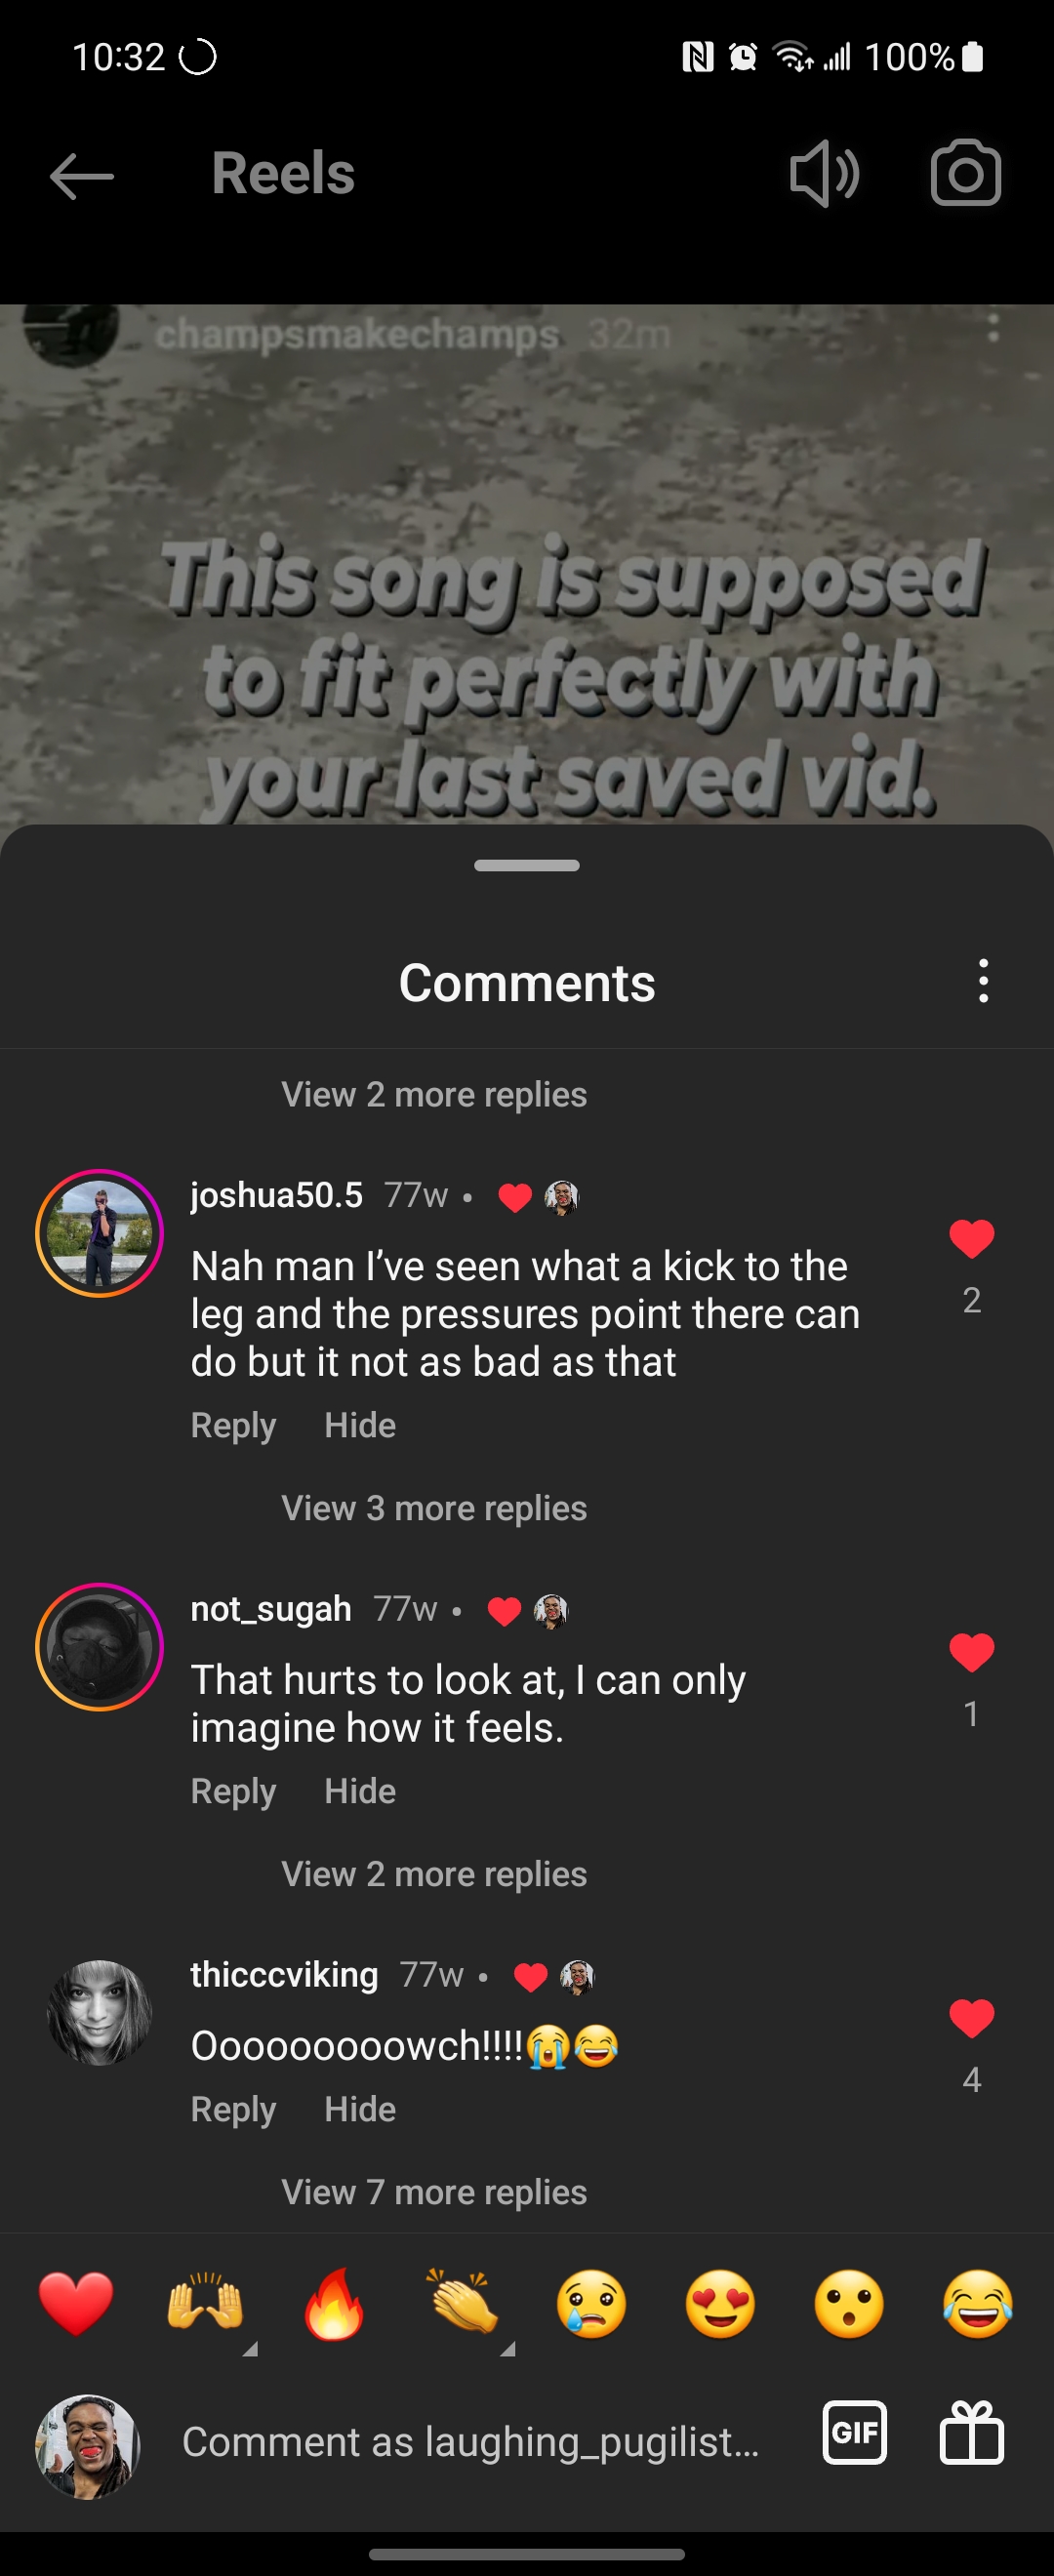 10:32 100%
Reels
champsmakechamps 32m
This song is supposed
to fit perfectly with
your last saved vid.
Comments
View 2 more replies
joshua50.5 77w •
Nah man I’ve seen what a kick to the
leg and the pressures point there can
do but it not as bad as that
2
Reply Hide
View 3 more replies
not_sugah 77w •
That hurts to look at, I can only
imagine how it feels.
1
Reply Hide
View 2 more replies
thicccviking 77w •
Ooooooooowch!!!!😭😂
4
Reply Hide
View 7 more replies
❤️ 🙌 🔥 👏 😢 😍 😮 😂
Comment as laughing_pugilist... GIF